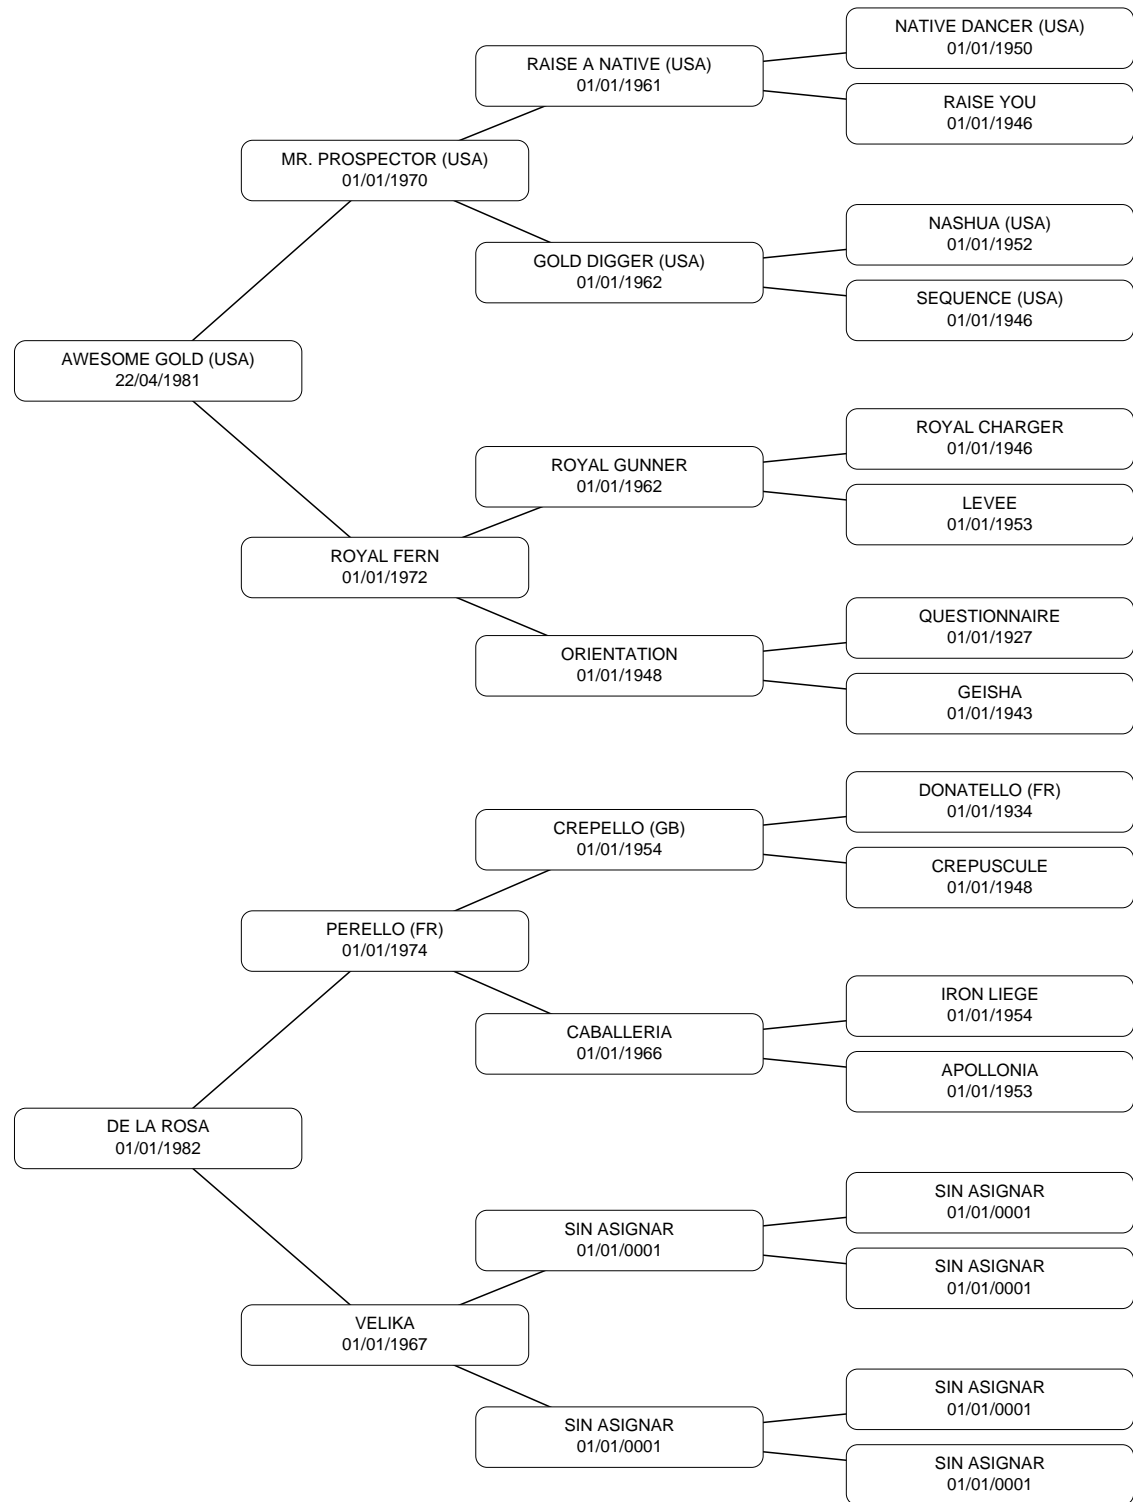 NATIVE DANCER (USA)
01/01/1950
RAISE A NATIVE (USA)
01/01/1961
RAISE YOU
01/01/1946
MR. PROSPECTOR (USA)
01/01/1970
NASHUA (USA)
01/01/1952
GOLD DIGGER (USA)
01/01/1962
SEQUENCE (USA)
01/01/1946
AWESOME GOLD (USA)
22/04/1981
ROYAL CHARGER
01/01/1946
ROYAL GUNNER
01/01/1962
LEVEE
01/01/1953
ROYAL FERN
01/01/1972
QUESTIONNAIRE
01/01/1927
ORIENTATION
01/01/1948
GEISHA
01/01/1943
DONATELLO (FR)
01/01/1934
CREPELLO (GB)
01/01/1954
CREPUSCULE
01/01/1948
PERELLO (FR)
01/01/1974
IRON LIEGE
01/01/1954
CABALLERIA
01/01/1966
APOLLONIA
01/01/1953
DE LA ROSA
01/01/1982
SIN ASIGNAR
01/01/0001
SIN ASIGNAR
01/01/0001
SIN ASIGNAR
01/01/0001
VELIKA
01/01/1967
SIN ASIGNAR
01/01/0001
SIN ASIGNAR
01/01/0001
SIN ASIGNAR
01/01/0001